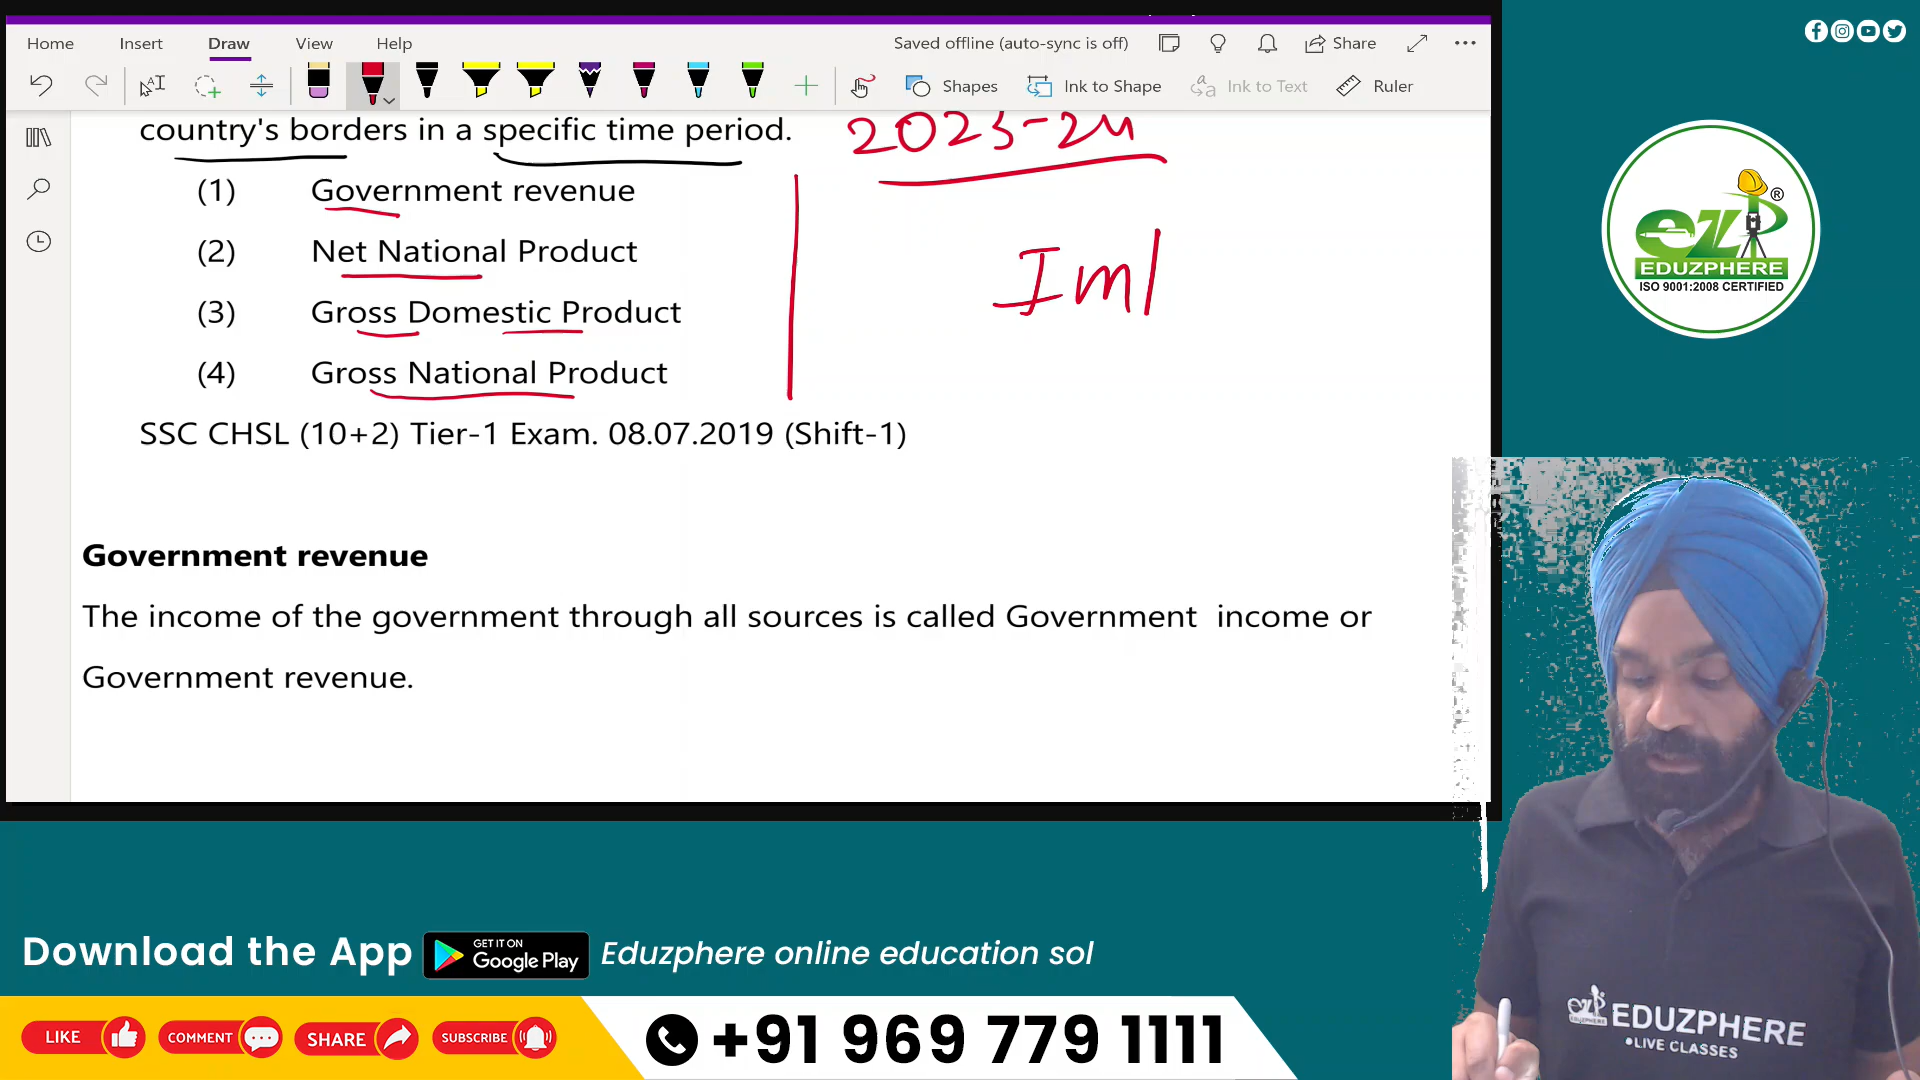 Home Insert Draw View Help Saved offline (auto-sync is off) Share
Shapes Ink to Shape Ink to Text Ruler
country's borders in a specific time period. 2023-24
(1) Government revenue
(2) Net National Product
Iml
(3) Gross Domestic Product
(4) Gross National Product
SSC CHSL (10+2) Tier-1 Exam. 08.07.2019 (Shift-1)
Government revenue
The income of the government through all sources is called Government income or
Government revenue.
EZP
®
EDUZPHERE
ISO 9001:2008 CERTIFIED
EDUZPHERE
•LIVE CLASSES
Download the App GET IT ON Google Play Eduzphere online education sol
LIKE COMMENT SHARE SUBSCRIBE +91 969 779 1111